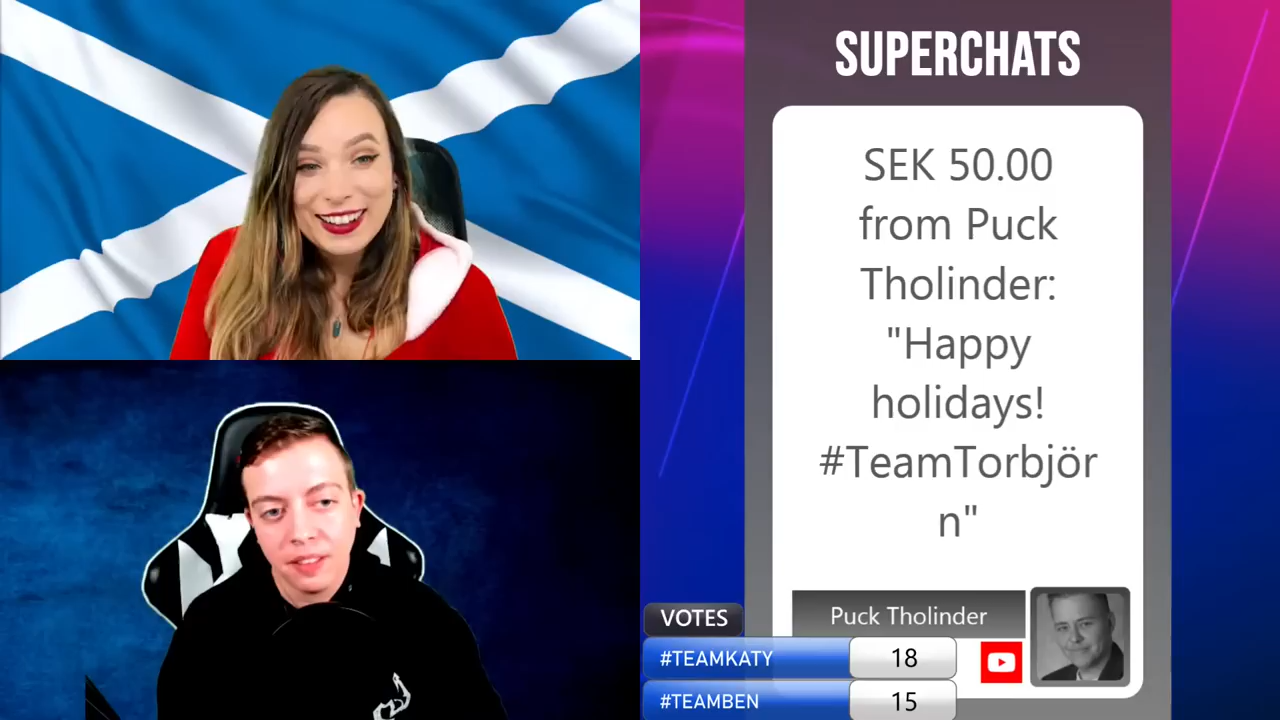 SUPERCHATS
SEK 50.00
from Puck
Tholinder:
"Happy
holidays!
#TeamTorbjör
n"
Puck Tholinder
VOTES
#TEAMKATY 18
#TEAMBEN 15